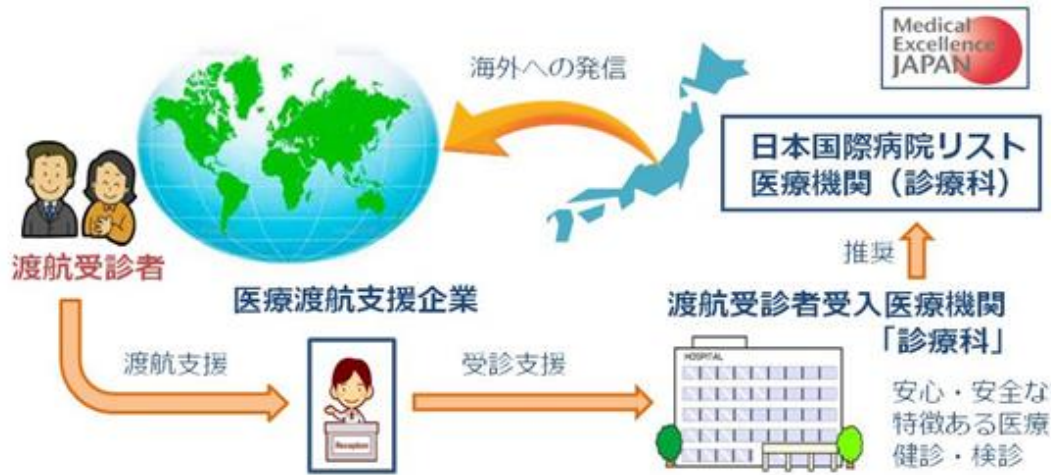 Medical
Excellence
JAPAN
海外への発信
日本国際病院リスト
医療機関（診療科）
推奨
渡航受診者
医療渡航支援企業
渡航受診者受入医療機関
「診療科」
渡航支援
受診支援
HOSPITAL
Reception
安心・安全な
特徴ある医療
健診・検診